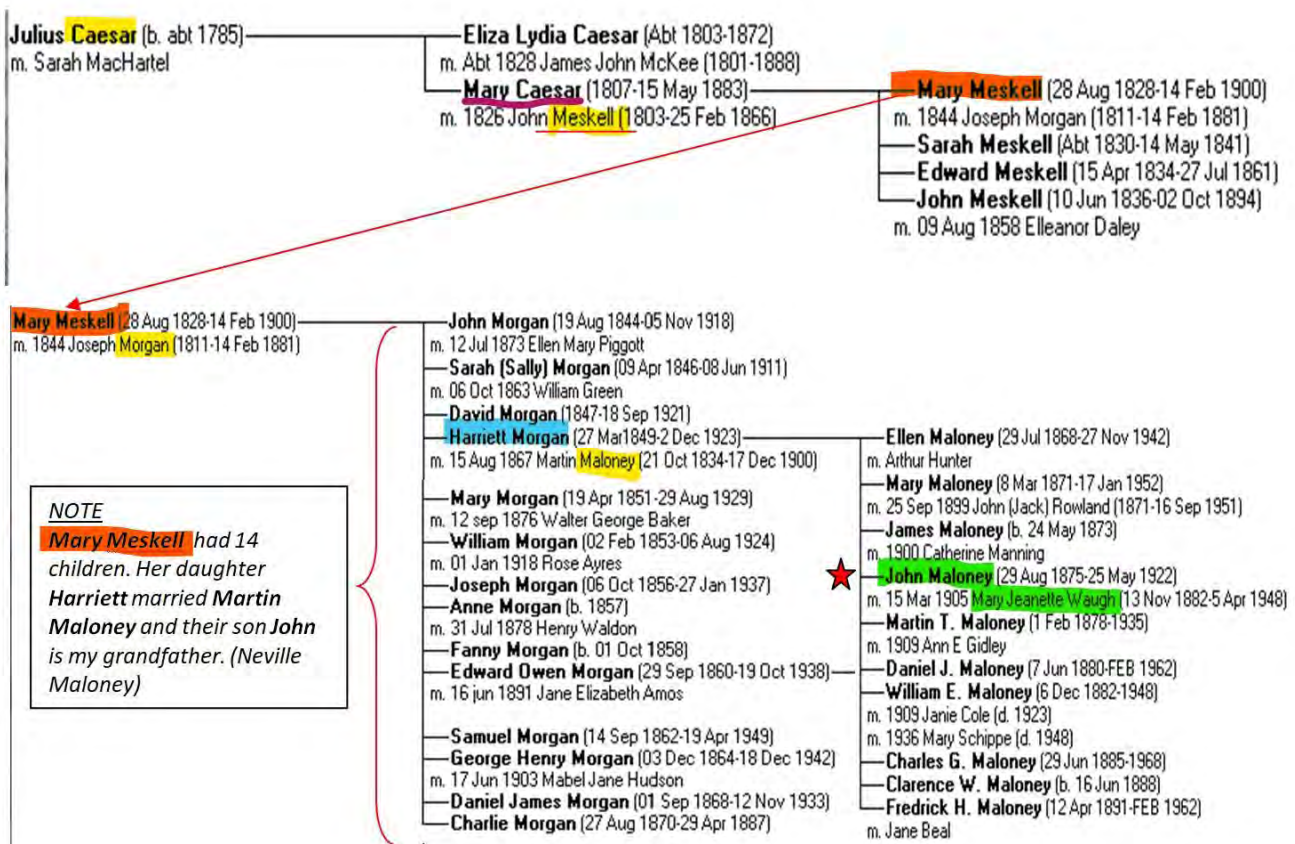 Julius Caesar (b. abt 1785)
m. Sarah MacHartel
Eliza Lydia Caesar (Abt 1803-1872)
m. Abt 1828 James John McKee (1801-1888)
Mary Caesar (1807-15 May 1883)
m. 1826 John Meskell (1803-25 Feb 1866)
Mary Meskell (28 Aug 1828-14 Feb 1900)
m. 1844 Joseph Morgan (1811-14 Feb 1881)
Sarah Meskell (Abt 1830-14 May 1841)
Edward Meskell (15 Apr 1834-27 Jul 1861)
John Meskell (10 Jun 1836-02 Oct 1894)
m. 09 Aug 1858 Elleanor Daley
Mary Meskell (28 Aug 1828-14 Feb 1900)
m. 1844 Joseph Morgan (1811-14 Feb 1881)
NOTE
Mary Meskell had 14
children. Her daughter
Harriett married Martin
Maloney and their son John
is my grandfather. (Neville
Maloney)
John Morgan (19 Aug 1844-05 Nov 1918)
m. 12 Jul 1873 Ellen Mary Piggott
Sarah (Sally) Morgan (09 Apr 1846-08 Jun 1911)
m. 06 Oct 1863 William Green
David Morgan (1847-18 Sep 1921)
Harriett Morgan (27 Mar1849-2 Dec 1923)
m. 15 Aug 1867 Martin Maloney (21 Oct 1834-17 Dec 1900)
Mary Morgan (19 Apr 1851-29 Aug 1929)
m. 12 sep 1876 Walter George Baker
William Morgan (02 Feb 1853-06 Aug 1924)
m. 01 Jan 1918 Rose Ayres
Joseph Morgan (06 Oct 1856-27 Jan 1937)
Anne Morgan (b. 1857)
m. 31 Jul 1878 Henry Waldon
Fanny Morgan (b. 01 Oct 1858)
Edward Owen Morgan (29 Sep 1860-19 Oct 1938)
m. 16 jun 1891 Jane Elizabeth Amos
Samuel Morgan (14 Sep 1862-19 Apr 1949)
George Henry Morgan (03 Dec 1864-18 Dec 1942)
m. 17 Jun 1903 Mabel Jane Hudson
Daniel James Morgan (01 Sep 1868-12 Nov 1933)
Charlie Morgan (27 Aug 1870-29 Apr 1887)
Ellen Maloney (29 Jul 1868-27 Nov 1942)
m. Arthur Hunter
Mary Maloney (8 Mar 1871-17 Jan 1952)
m. 25 Sep 1899 John (Jack) Rowland (1871-16 Sep 1951)
James Maloney (b. 24 May 1873)
m. 1900 Catherine Manning
John Maloney (29 Aug 1875-25 May 1922)
m. 15 Mar 1905 Mary Jeanette Waugh (13 Nov 1882-5 Apr 1948)
Martin T. Maloney (1 Feb 1878-1935)
m. 1909 Ann E Gidley
Daniel J. Maloney (7 Jun 1880-FEB 1962)
William E. Maloney (6 Dec 1882-1948)
m. 1909 Janie Cole (d. 1923)
m. 1936 Mary Schippe (d. 1948)
Charles G. Maloney (29 Jun 1885-1968)
Clarence W. Maloney (b. 16 Jun 1888)
Fredrick H. Maloney (12 Apr 1891-FEB 1962)
m. Jane Beal